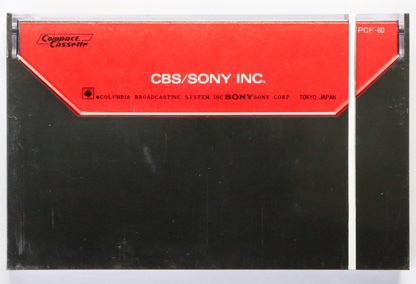 Compact
Cassette
PCF-60
CBS/SONY INC.
COLUMBIA BROADCASTING SYSTEM, INC SONY SONY CORP TOKYO JAPAN